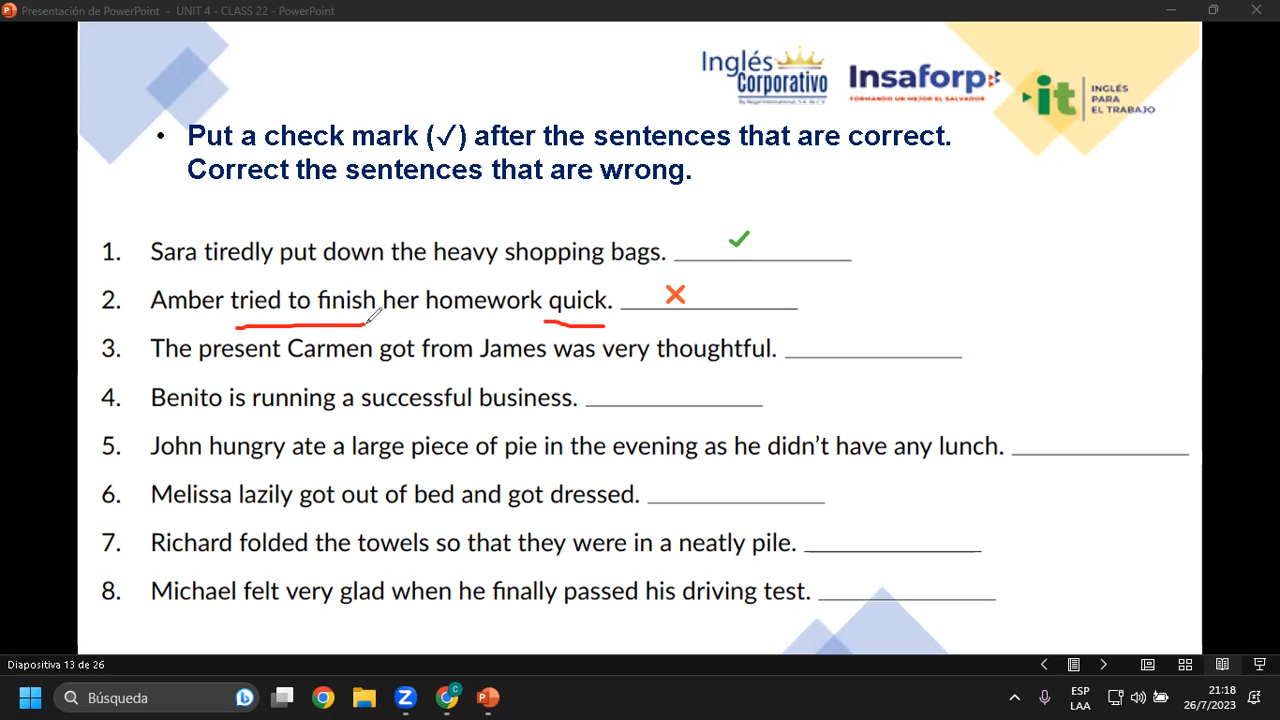 Presentación de PowerPoint - UNIT 4 - CLASS 22 - PowerPoint
Inglés
Corporativo
By Regal International, S.A. de C.V.
Insaforp
FORMANDO UN MEJOR EL SALVADOR
it
INGLÉS
PARA
EL TRABAJO
• Put a check mark (✓) after the sentences that are correct.
Correct the sentences that are wrong.
1. Sara tiredly put down the heavy shopping bags. ✓
2. Amber tried to finish her homework quick. ✕
3. The present Carmen got from James was very thoughtful.
4. Benito is running a successful business.
5. John hungry ate a large piece of pie in the evening as he didn’t have any lunch.
6. Melissa lazily got out of bed and got dressed.
7. Richard folded the towels so that they were in a neatly pile.
8. Michael felt very glad when he finally passed his driving test.
Diapositiva 13 de 26
Búsqueda
ESP
LAA
21:18
26/7/2023